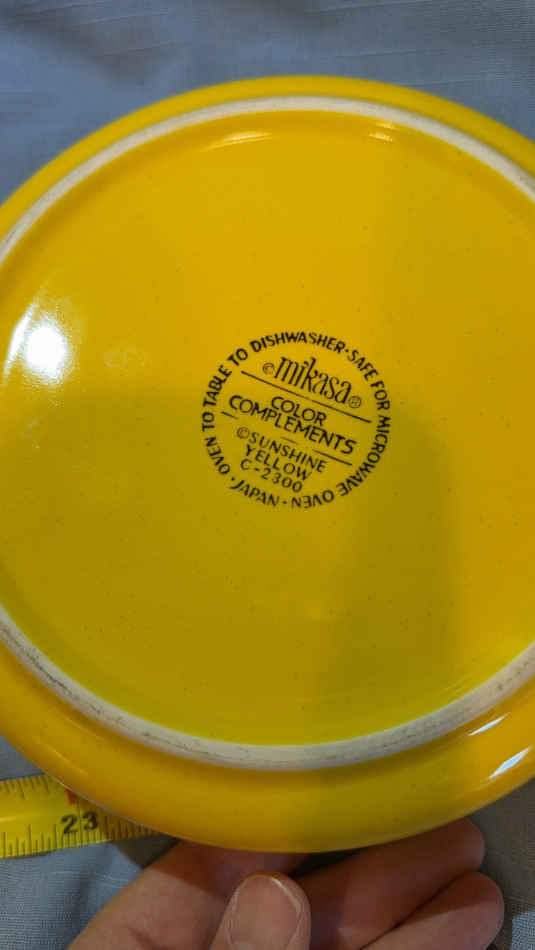 OVEN TO TABLE TO DISHWASHER·SAFE FOR MICROWAVE OVEN·JAPAN·
©mikasa®
COLOR
COMPLEMENTS
©SUNSHINE
YELLOW
C-2300
23